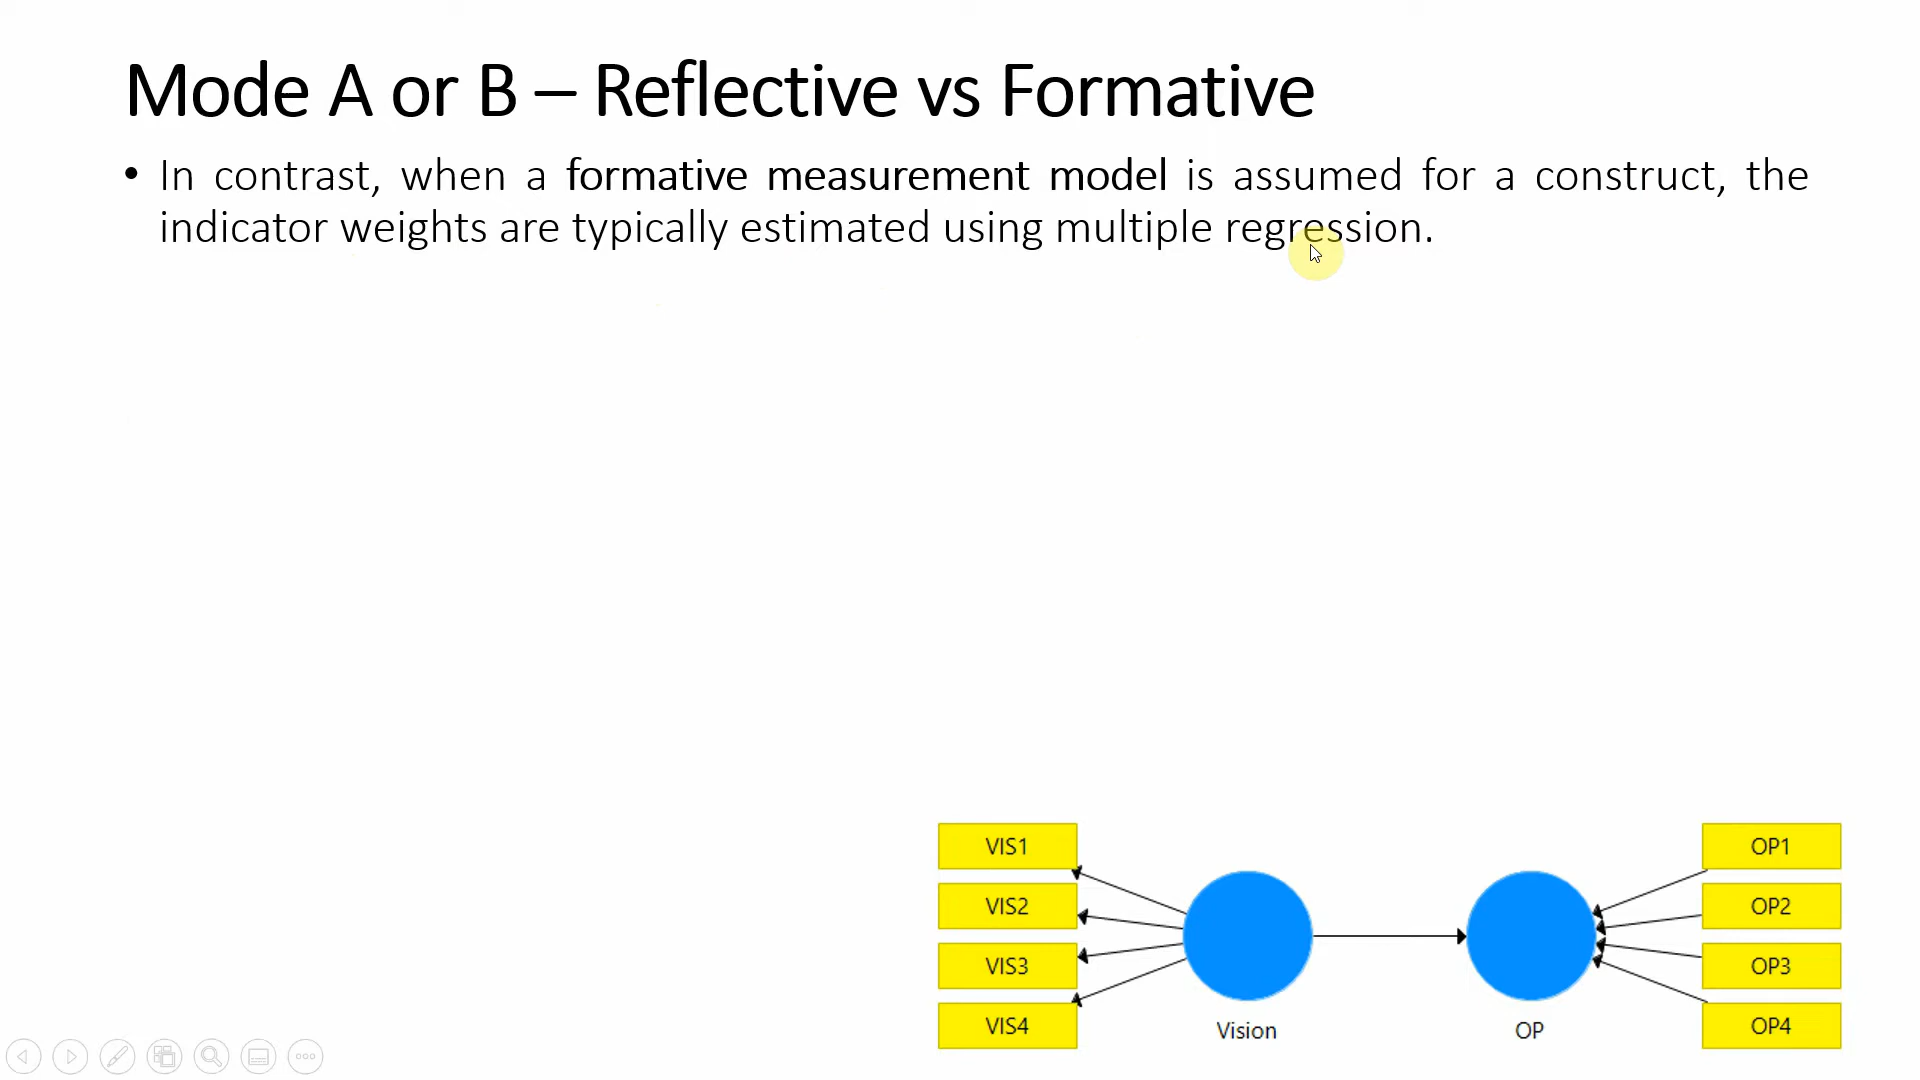 Mode A or B – Reflective vs Formative
• In contrast, when a formative measurement model is assumed for a construct, the
indicator weights are typically estimated using multiple regression.
VIS1
VIS2
VIS3
VIS4
Vision
OP
OP1
OP2
OP3
OP4